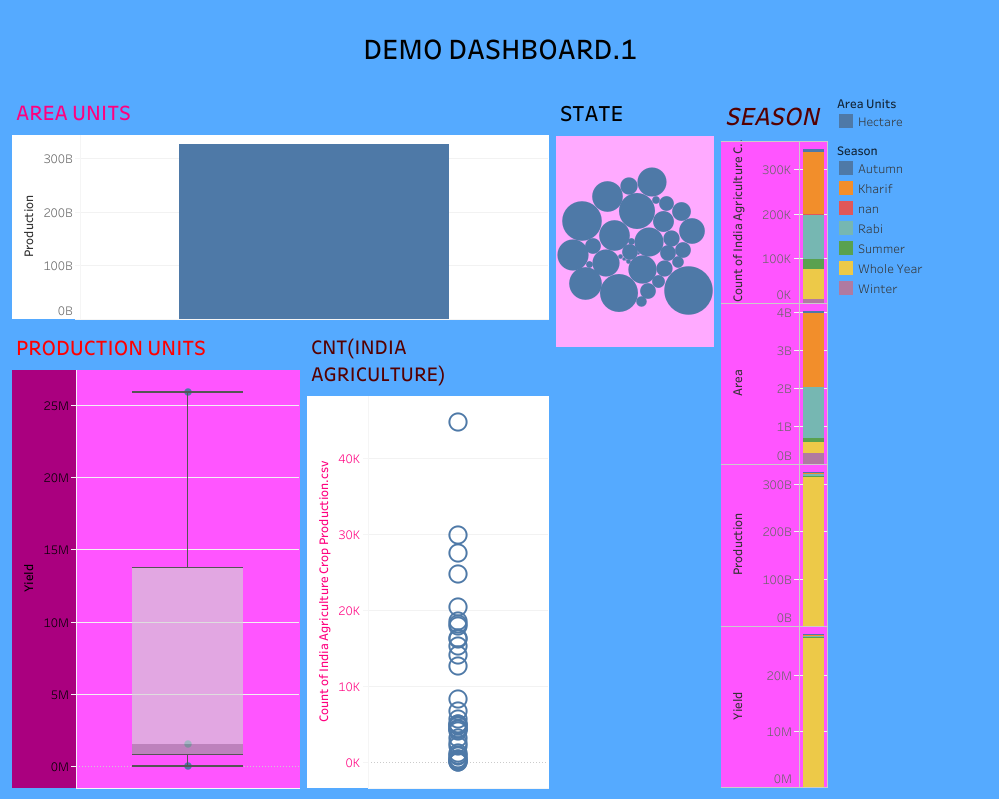 DEMO DASHBOARD.1
AREA UNITS
Production
300B
200B
100B
0B
STATE
SEASON
Count of India Agriculture C..
300K
200K
100K
0K
Area
4B
3B
2B
1B
0B
Production
300B
200B
100B
0B
Yield
20M
10M
0M
Area Units
Hectare
Season
Autumn
Kharif
nan
Rabi
Summer
Whole Year
Winter
PRODUCTION UNITS
Yield
25M
20M
15M
10M
5M
0M
CNT(INDIA
AGRICULTURE)
Count of India Agriculture Crop Production.csv
40K
30K
20K
10K
0K